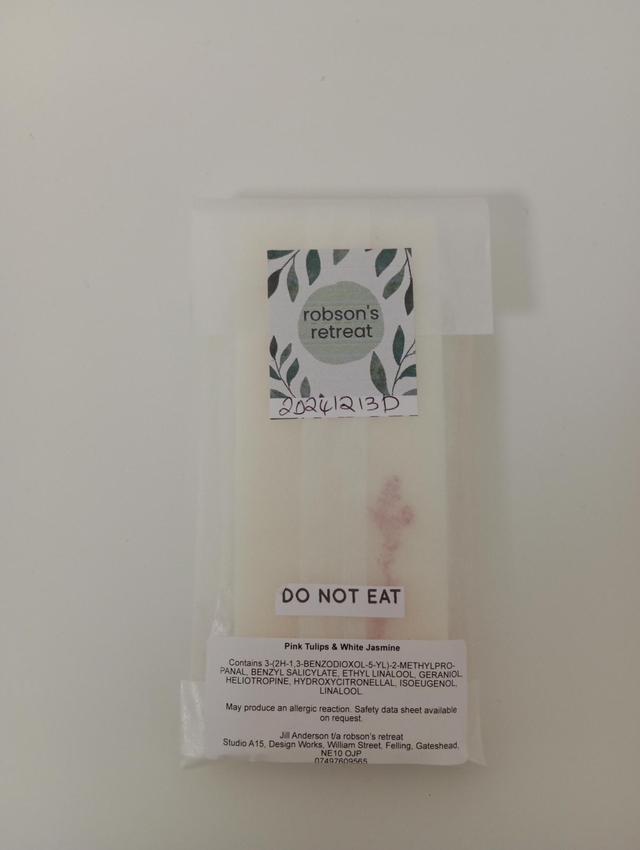 robson's
retreat
20241213D
DO NOT EAT
Pink Tulips & White Jasmine
Contains 3-(2H-1,3-BENZODIOXOL-5-YL)-2-METHYLPRO-
PANAL, BENZYL SALICYLATE, ETHYL LINALOOL, GERANIOL,
HELIOTROPINE, HYDROXYCITRONELLAL, ISOEUGENOL,
LINALOOL.
May produce an allergic reaction. Safety data sheet available
on request.
Jill Anderson t/a robson's retreat
Studio A15, Design Works, William Street, Felling, Gateshead,
NE10 OJP
07497609565